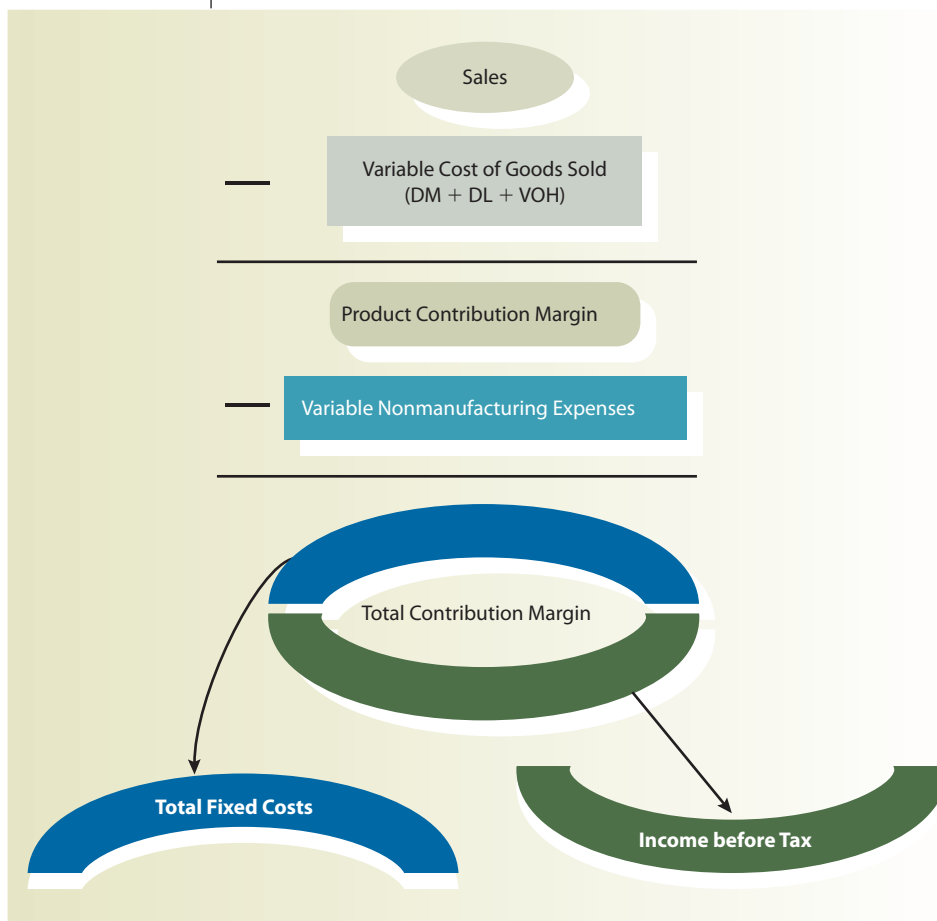 Sales
— Variable Cost of Goods Sold
(DM + DL + VOH)
Product Contribution Margin
— Variable Nonmanufacturing Expenses
Total Contribution Margin
Total Fixed Costs
Income before Tax